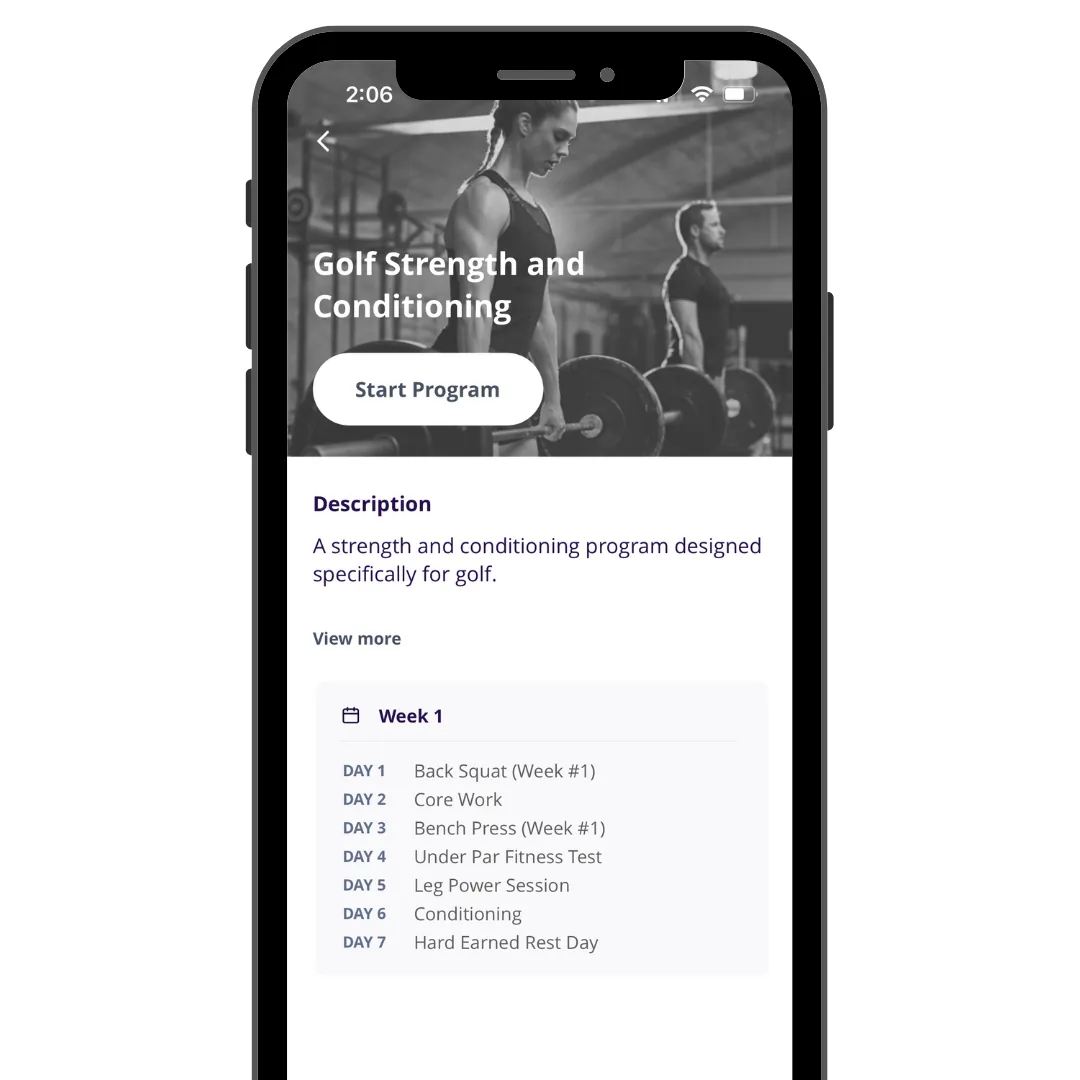 2:06
Golf Strength and
Conditioning
Start Program
Description
A strength and conditioning program designed
specifically for golf.
View more
Week 1
DAY 1 Back Squat (Week #1)
DAY 2 Core Work
DAY 3 Bench Press (Week #1)
DAY 4 Under Par Fitness Test
DAY 5 Leg Power Session
DAY 6 Conditioning
DAY 7 Hard Earned Rest Day